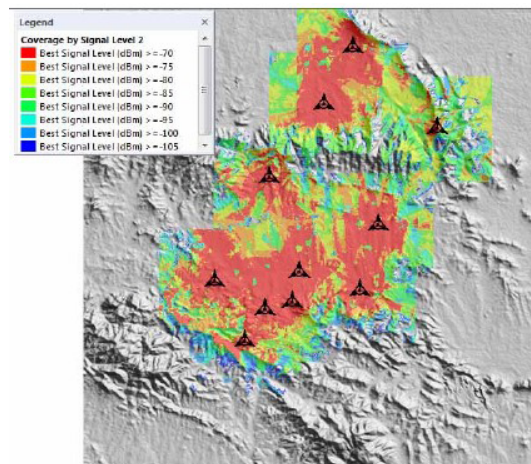 Legend
Coverage by Signal Level 2
Best Signal Level (dBm) >=-70
Best Signal Level (dBm) >=-75
Best Signal Level (dBm) >=-80
Best Signal Level (dBm) >=-85
Best Signal Level (dBm) >=-90
Best Signal Level (dBm) >=-95
Best Signal Level (dBm) >=-100
Best Signal Level (dBm) >=-105